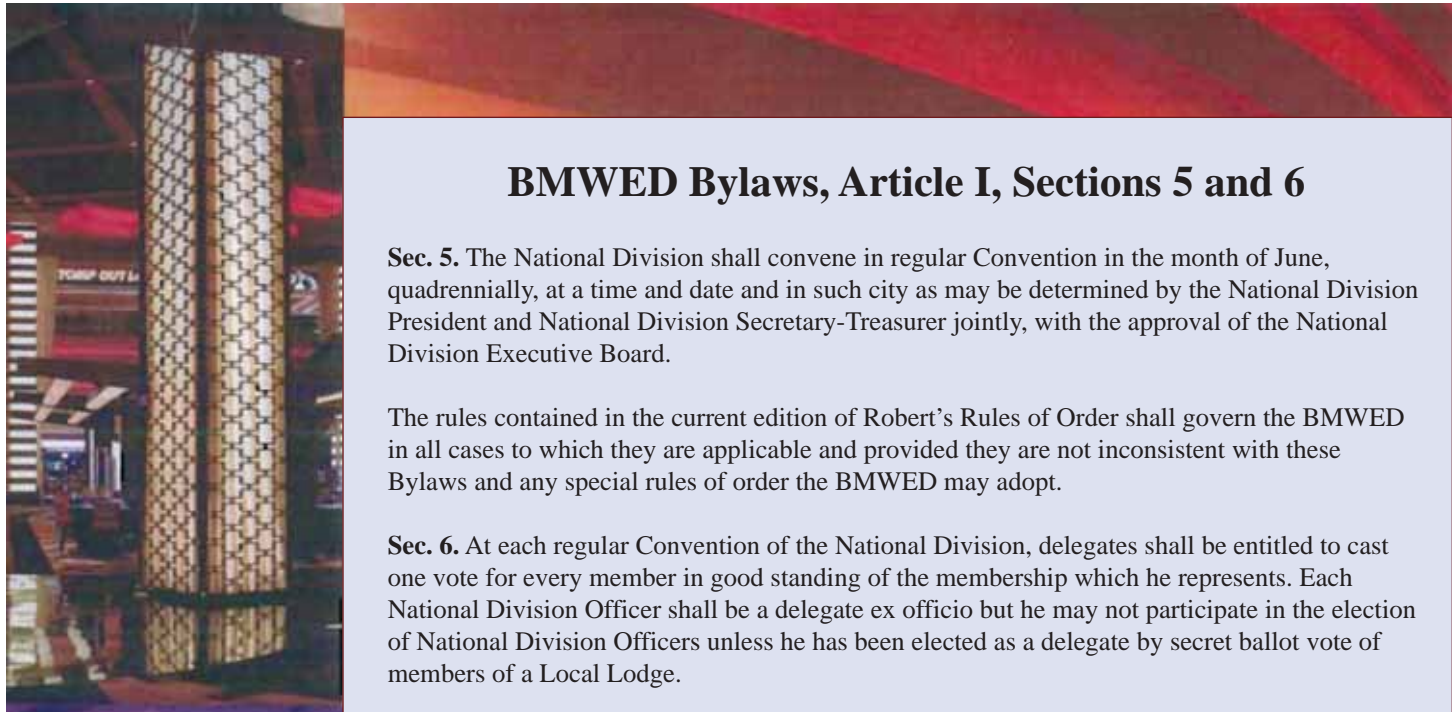 BMWED Bylaws, Article I, Sections 5 and 6
Sec. 5. The National Division shall convene in regular Convention in the month of June,
quadrennially, at a time and date and in such city as may be determined by the National Division
President and National Division Secretary-Treasurer jointly, with the approval of the National
Division Executive Board.
The rules contained in the current edition of Robert’s Rules of Order shall govern the BMWED
in all cases to which they are applicable and provided they are not inconsistent with these
Bylaws and any special rules of order the BMWED may adopt.
Sec. 6. At each regular Convention of the National Division, delegates shall be entitled to cast
one vote for every member in good standing of the membership which he represents. Each
National Division Officer shall be a delegate ex officio but he may not participate in the election
of National Division Officers unless he has been elected as a delegate by secret ballot vote of
members of a Local Lodge.